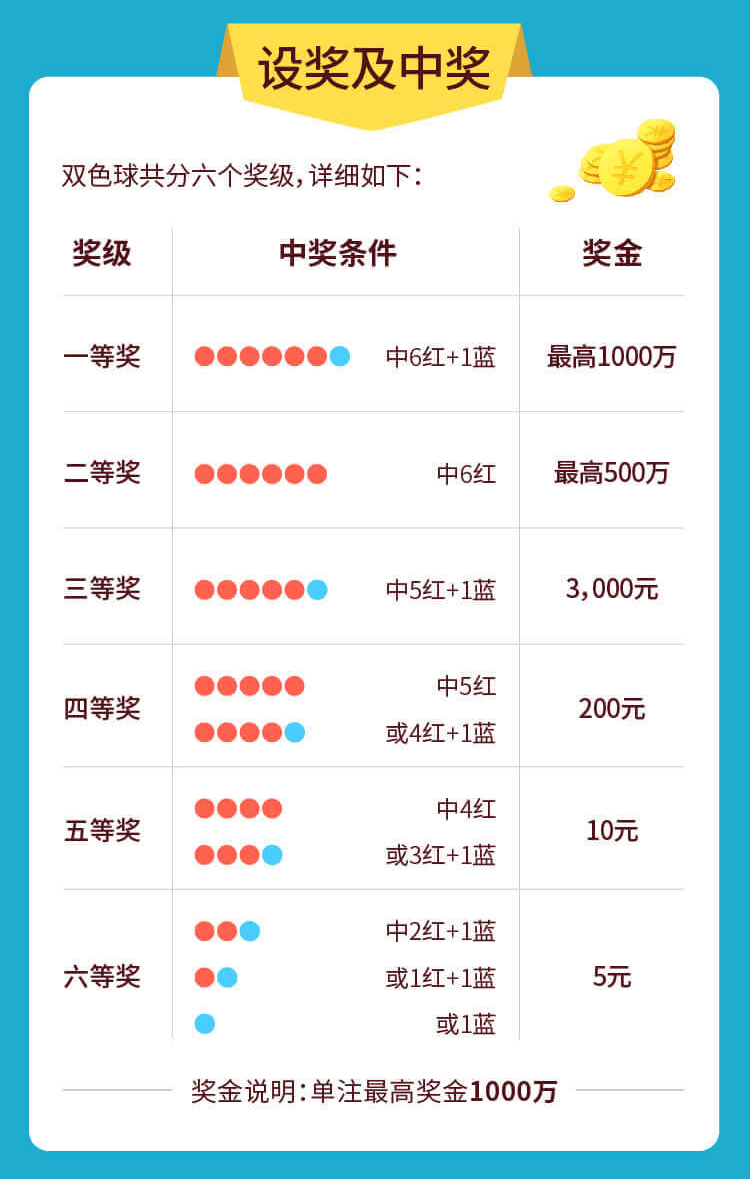 设奖及中奖
双色球共分六个奖级,详细如下:
奖级 中奖条件 奖金
一等奖 中6红+1蓝 最高1000万
二等奖 中6红 最高500万
三等奖 中5红+1蓝 3,000元
中5红
四等奖 200元
或4红+1蓝
中4红
五等奖 10元
或3红+1蓝
中2红+1蓝
六等奖 或1红+1蓝 5元
或1蓝
奖金说明:单注最高奖金1000万